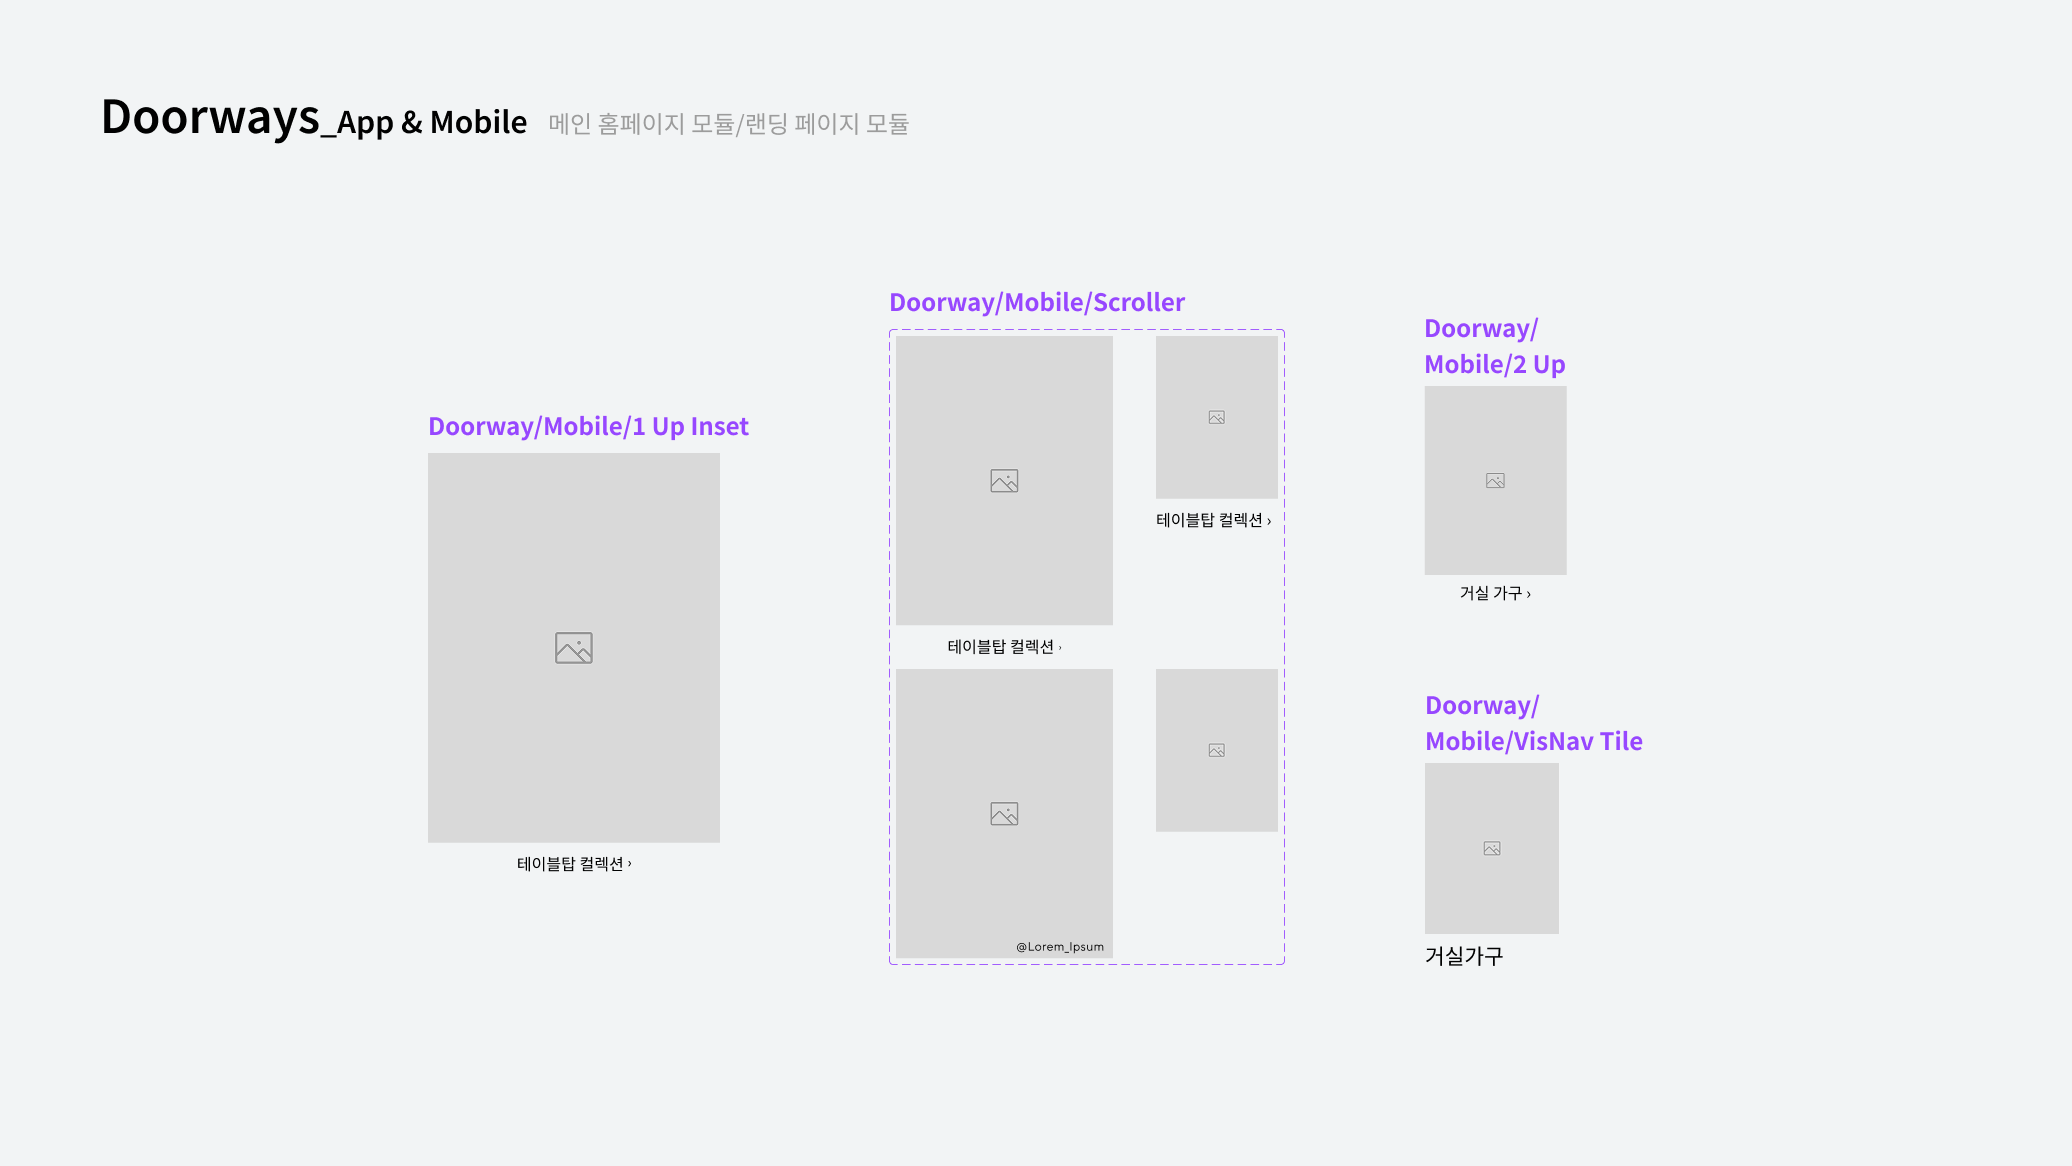 Doorways_App & Mobile 메인 홈페이지 모듈/랜딩 페이지 모듈
Doorway/Mobile/1 Up Inset
테이블탑 컬렉션 ›
Doorway/Mobile/Scroller
테이블탑 컬렉션 ›
테이블탑 컬렉션 ›
@Lorem_Ipsum
Doorway/
Mobile/2 Up
거실 가구 ›
Doorway/
Mobile/VisNav Tile
거실가구